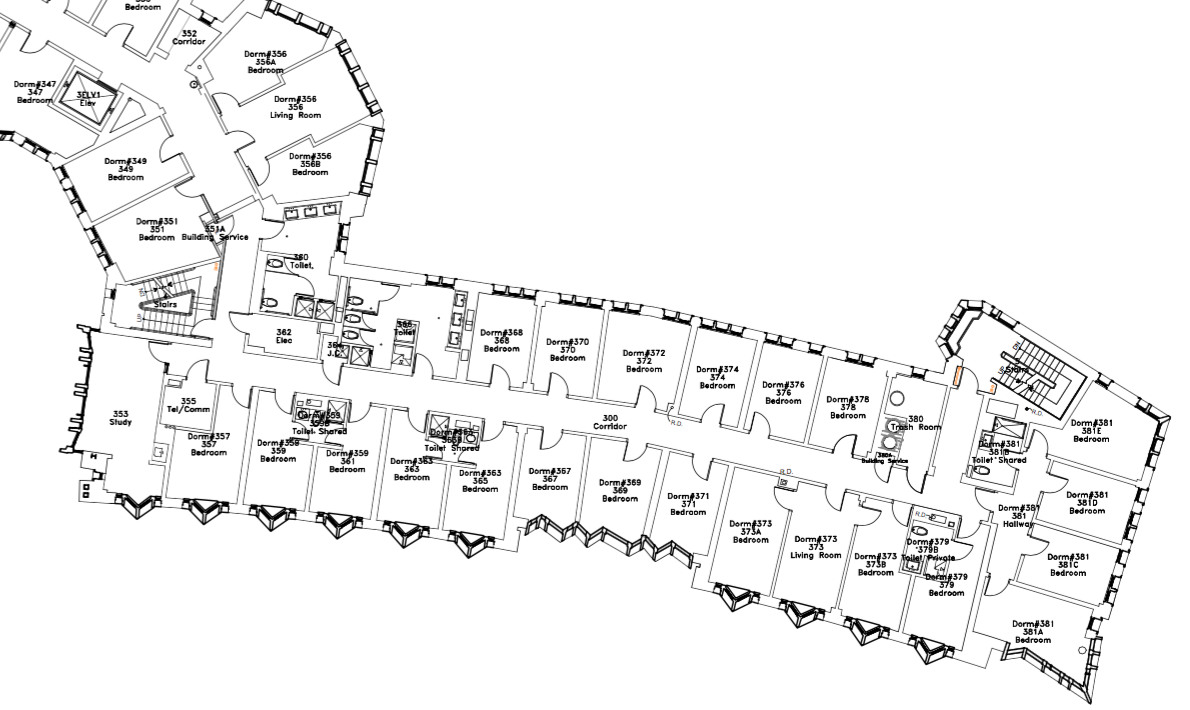 Bedroom
352
Corridor
Dorm#356
356A
Bedroom
Dorm#347
347
Bedroom
3ELV1
Elev
Dorm#356
356
Living Room
Dorm#349
349
Bedroom
Dorm#356
356B
Bedroom
Dorm#351
351
Bedroom
351A
Building Service
Toilet
Stairs
DN
362
Elec
Toilet
Dorm#368
368
Bedroom
Dorm#370
370
Bedroom
Dorm#372
372
Bedroom
Dorm#374
374
Bedroom
Dorm#376
376
Bedroom
Dorm#378
378
Bedroom
380
Trash Room
380A
Building Service
DN
UP
Stairs
R.D.
Dorm#381
381E
Bedroom
353
Study
355
Tel/Comm
Dorm#357
357
Bedroom
Dorm#359
359B
Toilet Shared
Dorm#359
359
Bedroom
Dorm#359
361
Bedroom
Toilet Shared
Dorm#363
363
Bedroom
Dorm#363
365
Bedroom
300
Corridor
R.D.
Dorm#367
367
Bedroom
Dorm#369
369
Bedroom
Dorm#371
371
Bedroom
R.D.
Dorm#373
373A
Bedroom
Dorm#373
373
Living Room
Dorm#373
373B
Bedroom
R.D.
Dorm#379
379B
Toilet Private
Dorm#379
379
Bedroom
Dorm#381
381B
Toilet Shared
Dorm#381
381
Hallway
Dorm#381
381D
Bedroom
Dorm#381
381C
Bedroom
Dorm#381
381A
Bedroom